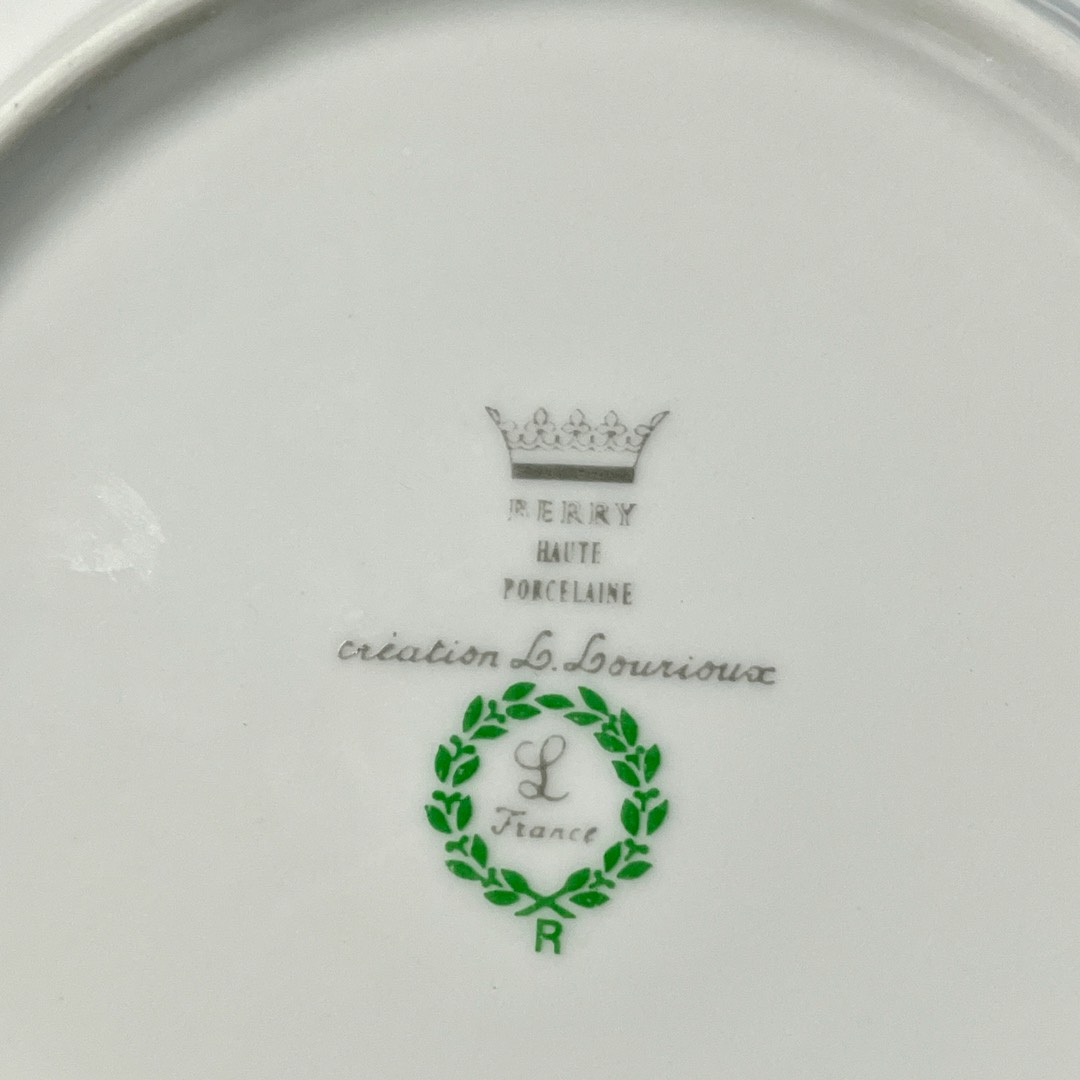 BERRY
HAUTE
PORCELAINE
création L. Lourioux
L
France
R